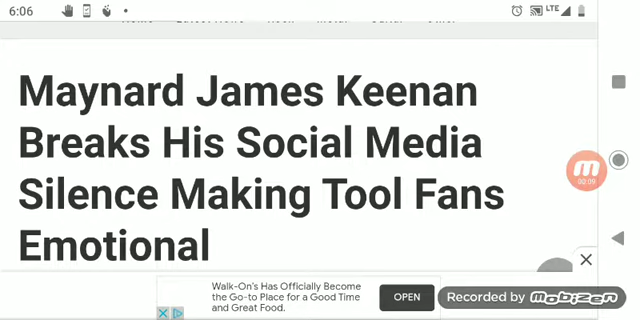 6:06
LTE
Maynard James Keenan
Breaks His Social Media
Silence Making Tool Fans
Emotional
00:09
Walk-On's Has Officially Become
the Go-to Place for a Good Time
and Great Food.
OPEN
Recorded by mobizen